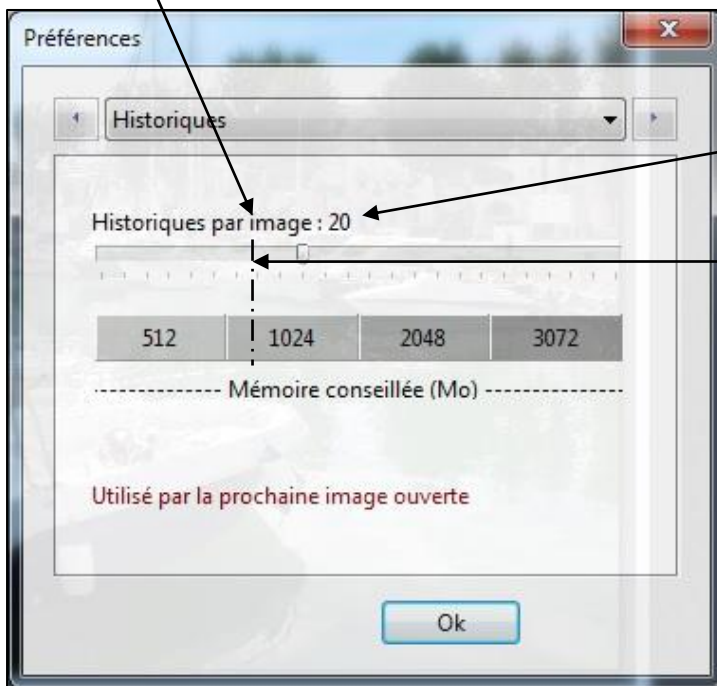 Préférences
Historiques
Historiques par image : 20
512 1024 2048 3072
Mémoire conseillée (Mo)
Utilisé par la prochaine image ouverte
Ok